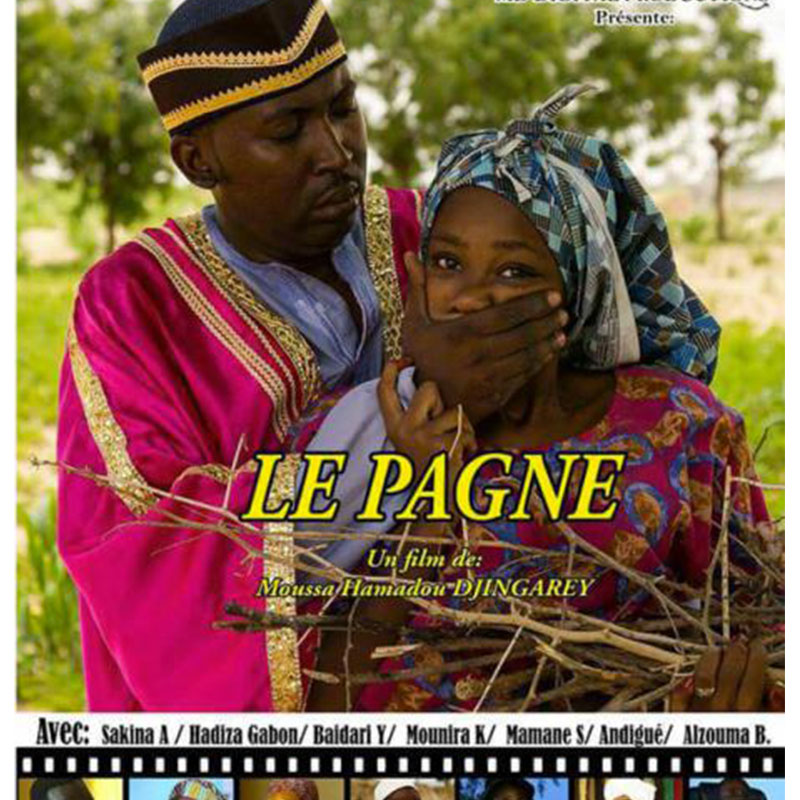 Présente:
LE PAGNE
Un film de:
Moussa Hamadou DJINGAREY
Avec: Sakina A / Hadiza Gabon/ Baidari Y/ Mounira K/ Mamane S/ Andigué/ Alzouma B.